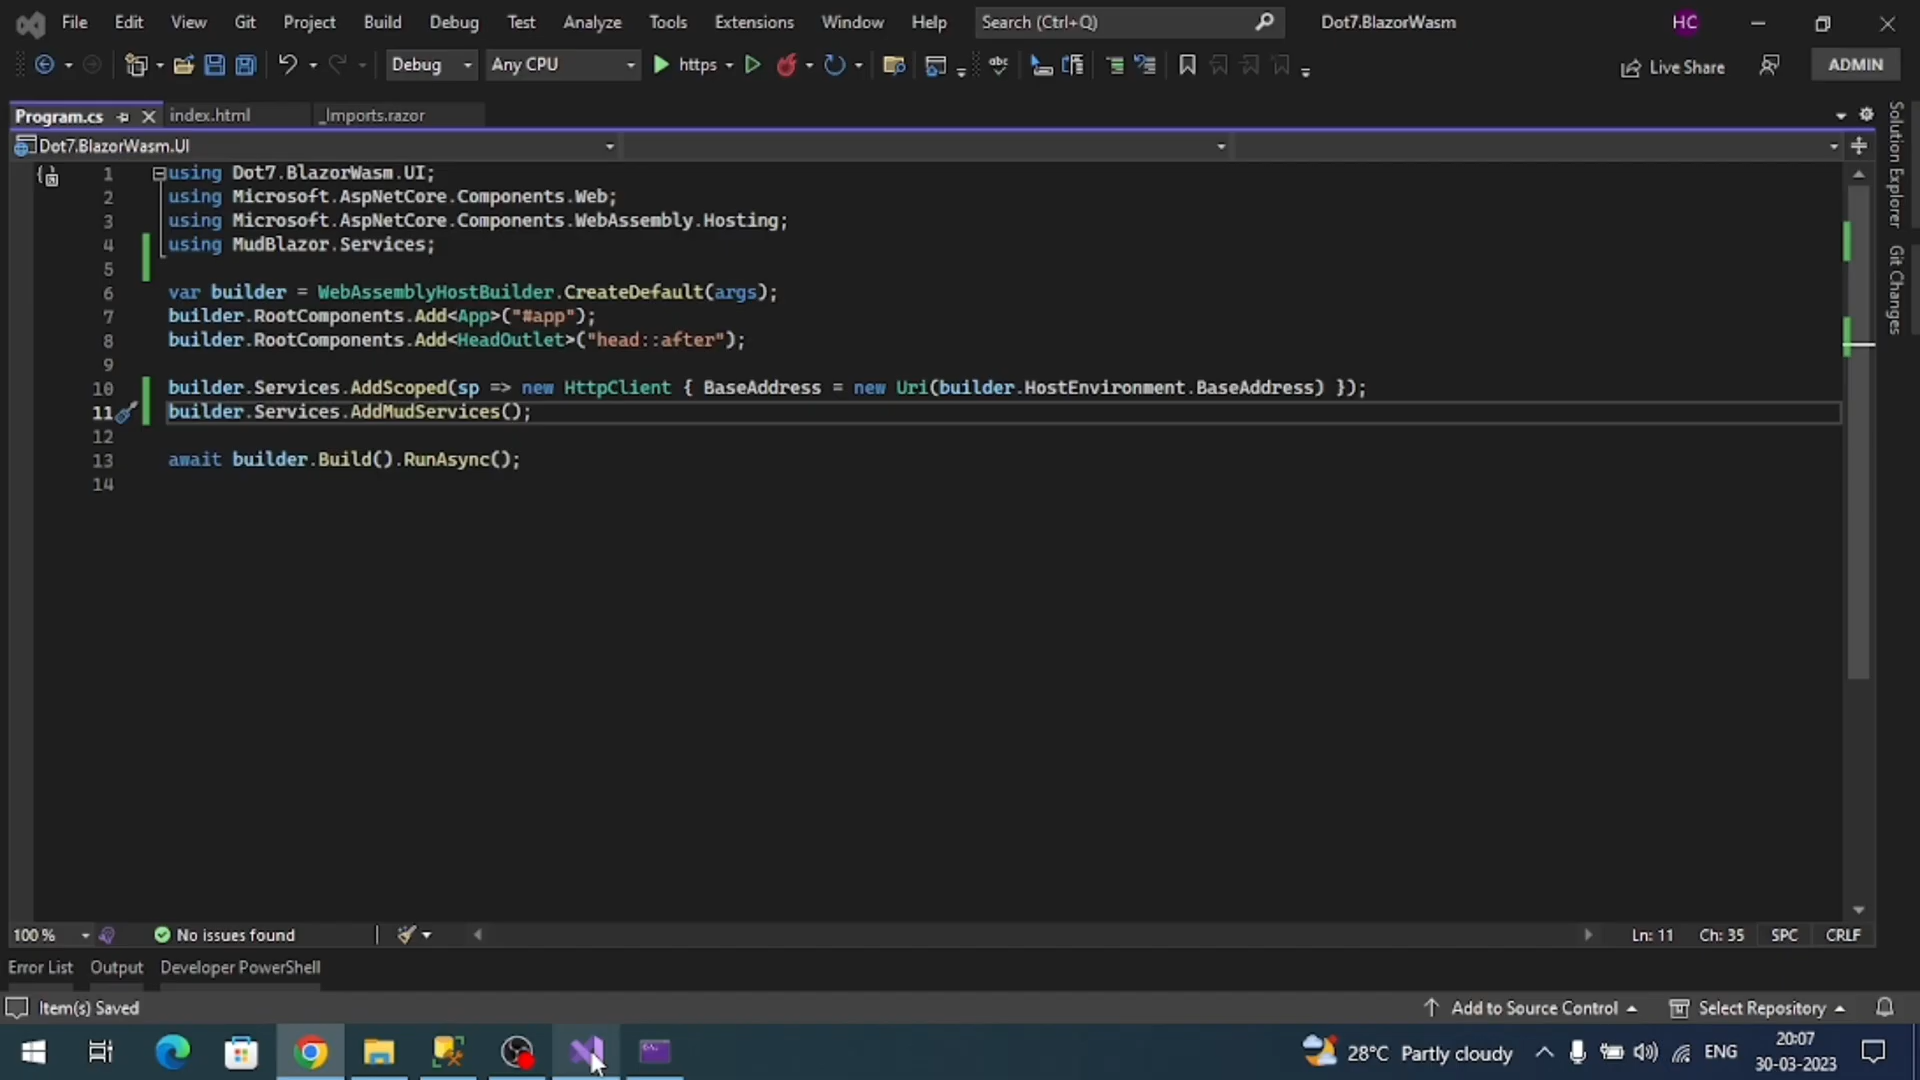 File Edit View Git Project Build Debug Test Analyze Tools Extensions Window Help Search (Ctrl+Q) Dot7.BlazorWasm HC
Debug Any CPU https Live Share ADMIN
Program.cs index.html _Imports.razor
Dot7.BlazorWasm.UI
1 using Dot7.BlazorWasm.UI;
2 using Microsoft.AspNetCore.Components.Web;
3 using Microsoft.AspNetCore.Components.WebAssembly.Hosting;
4 using MudBlazor.Services;
5
6 var builder = WebAssemblyHostBuilder.CreateDefault(args);
7 builder.RootComponents.Add<App>("#app");
8 builder.RootComponents.Add<HeadOutlet>("head::after");
9
10 builder.Services.AddScoped(sp => new HttpClient { BaseAddress = new Uri(builder.HostEnvironment.BaseAddress) });
11 builder.Services.AddMudServices();
12
13 await builder.Build().RunAsync();
14
Solution Explorer
Git Changes
100 % No issues found Ln: 11 Ch: 35 SPC CRLF
Error List Output Developer PowerShell
Item(s) Saved Add to Source Control Select Repository
28°C Partly cloudy ENG 20:07
30-03-2023